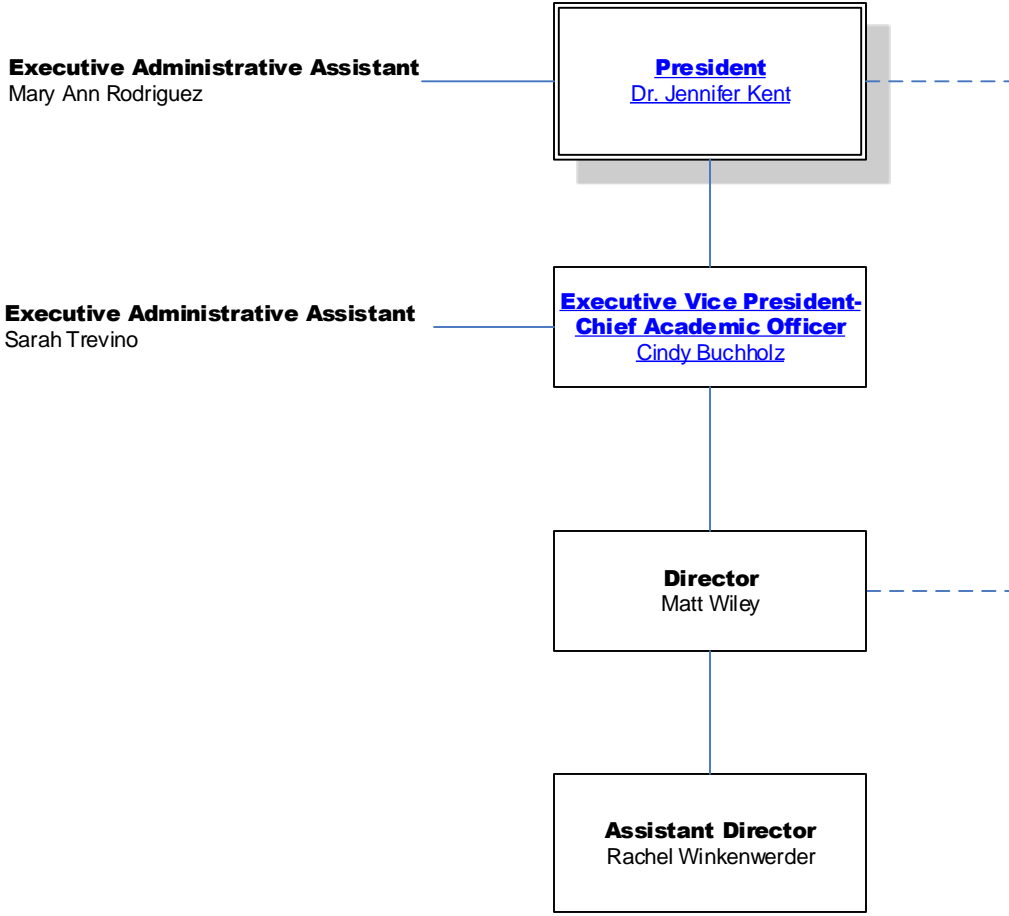 Executive Administrative Assistant
Mary Ann Rodriguez
President
Dr. Jennifer Kent
Executive Administrative Assistant
Sarah Trevino
Executive Vice President-
Chief Academic Officer
Cindy Buchholz
Director
Matt Wiley
Assistant Director
Rachel Winkenwerder